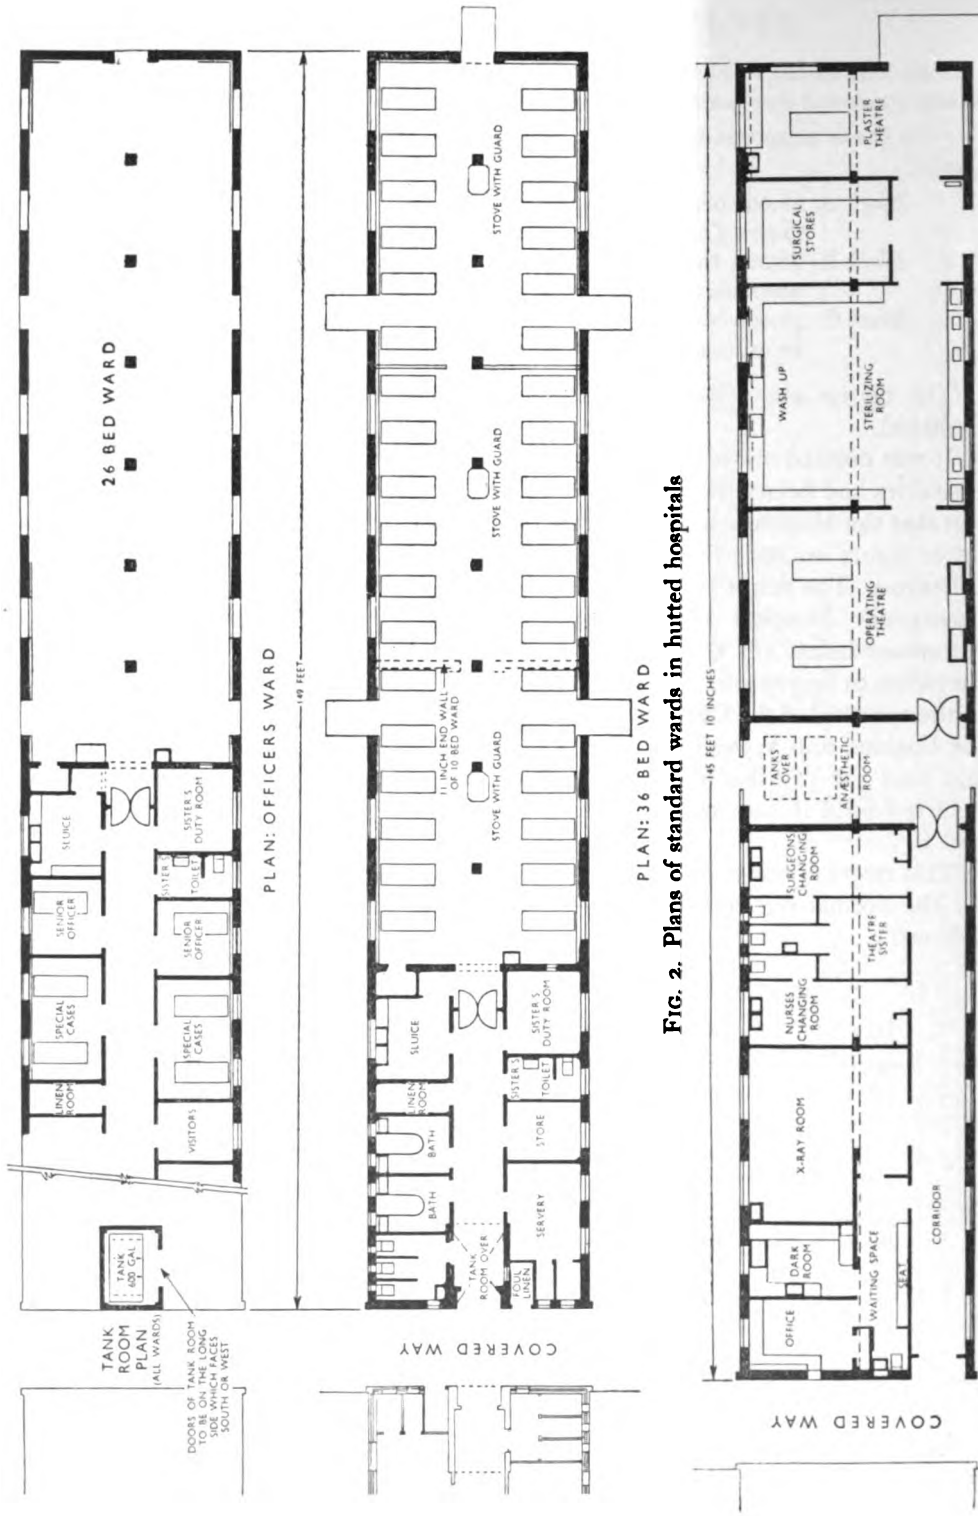 26 BED WARD
SLUICE
SENIOR
OFFICER
SPECIAL
CASES
LINEN
ROOM
SISTER'S
DUTY ROOM
SISTER'S
TOILET
SENIOR
OFFICER
SPECIAL
CASES
VISITORS
TANK
600 GAL
TANK
ROOM
PLAN
(ALL WARDS)
DOORS OF TANK ROOM
TO BE ON THE LONG
SIDE WHICH FACES
SOUTH OR WEST
PLAN: OFFICERS WARD
149 FEET
STOVE WITH GUARD
STOVE WITH GUARD
STOVE WITH GUARD
11 INCH END WALL
OF 10 BED WARD
SLUICE
LINEN
ROOM
BATH
BATH
SISTER'S
DUTY ROOM
SISTER'S
TOILET
STORE
SERVERY
TANK
ROOM OVER
FOUL
LINEN
COVERED WAY
PLAN: 36 BED WARD
FIG. 2. Plans of standard wards in hutted hospitals
145 FEET 10 INCHES
PLASTER
THEATRE
SURGICAL
STORES
WASH UP
STERILIZING
ROOM
OPERATING
THEATRE
TANKS
OVER
ANÆSTHETIC
ROOM
SURGEONS
CHANGING
ROOM
THEATRE
SISTER
NURSES
CHANGING
ROOM
X-RAY ROOM
DARK
ROOM
OFFICE
WAITING SPACE
SEAT
CORRIDOR
COVERED WAY